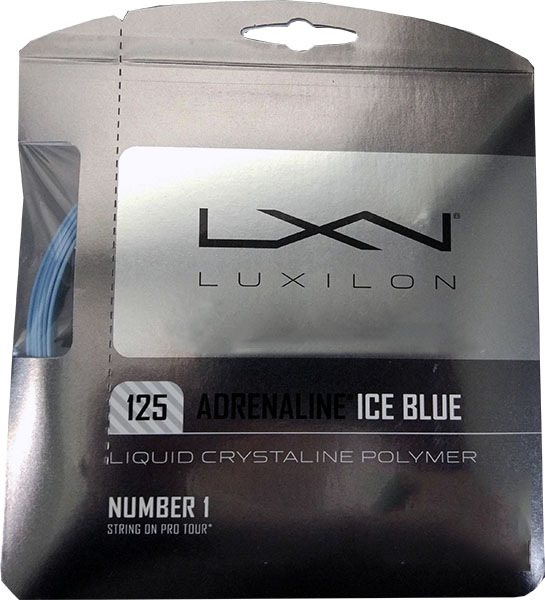 LXN®
LUXILON
125 ADRENALINE® ICE BLUE
LIQUID CRYSTALINE POLYMER
NUMBER 1
STRING ON PRO TOUR*